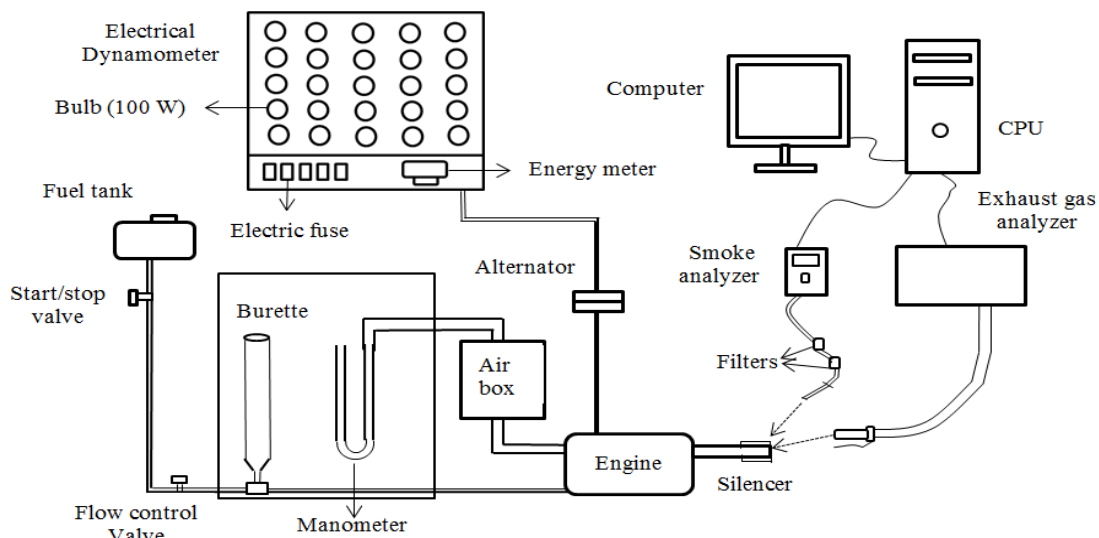 Electrical
Dynamometer
Bulb (100 W)
Computer
CPU
Energy meter
Fuel tank
Electric fuse
Exhaust gas
analyzer
Smoke
analyzer
Alternator
Start/stop
valve
Burette
Air
box
Filters
Engine
Silencer
Flow control
Valve
Manometer